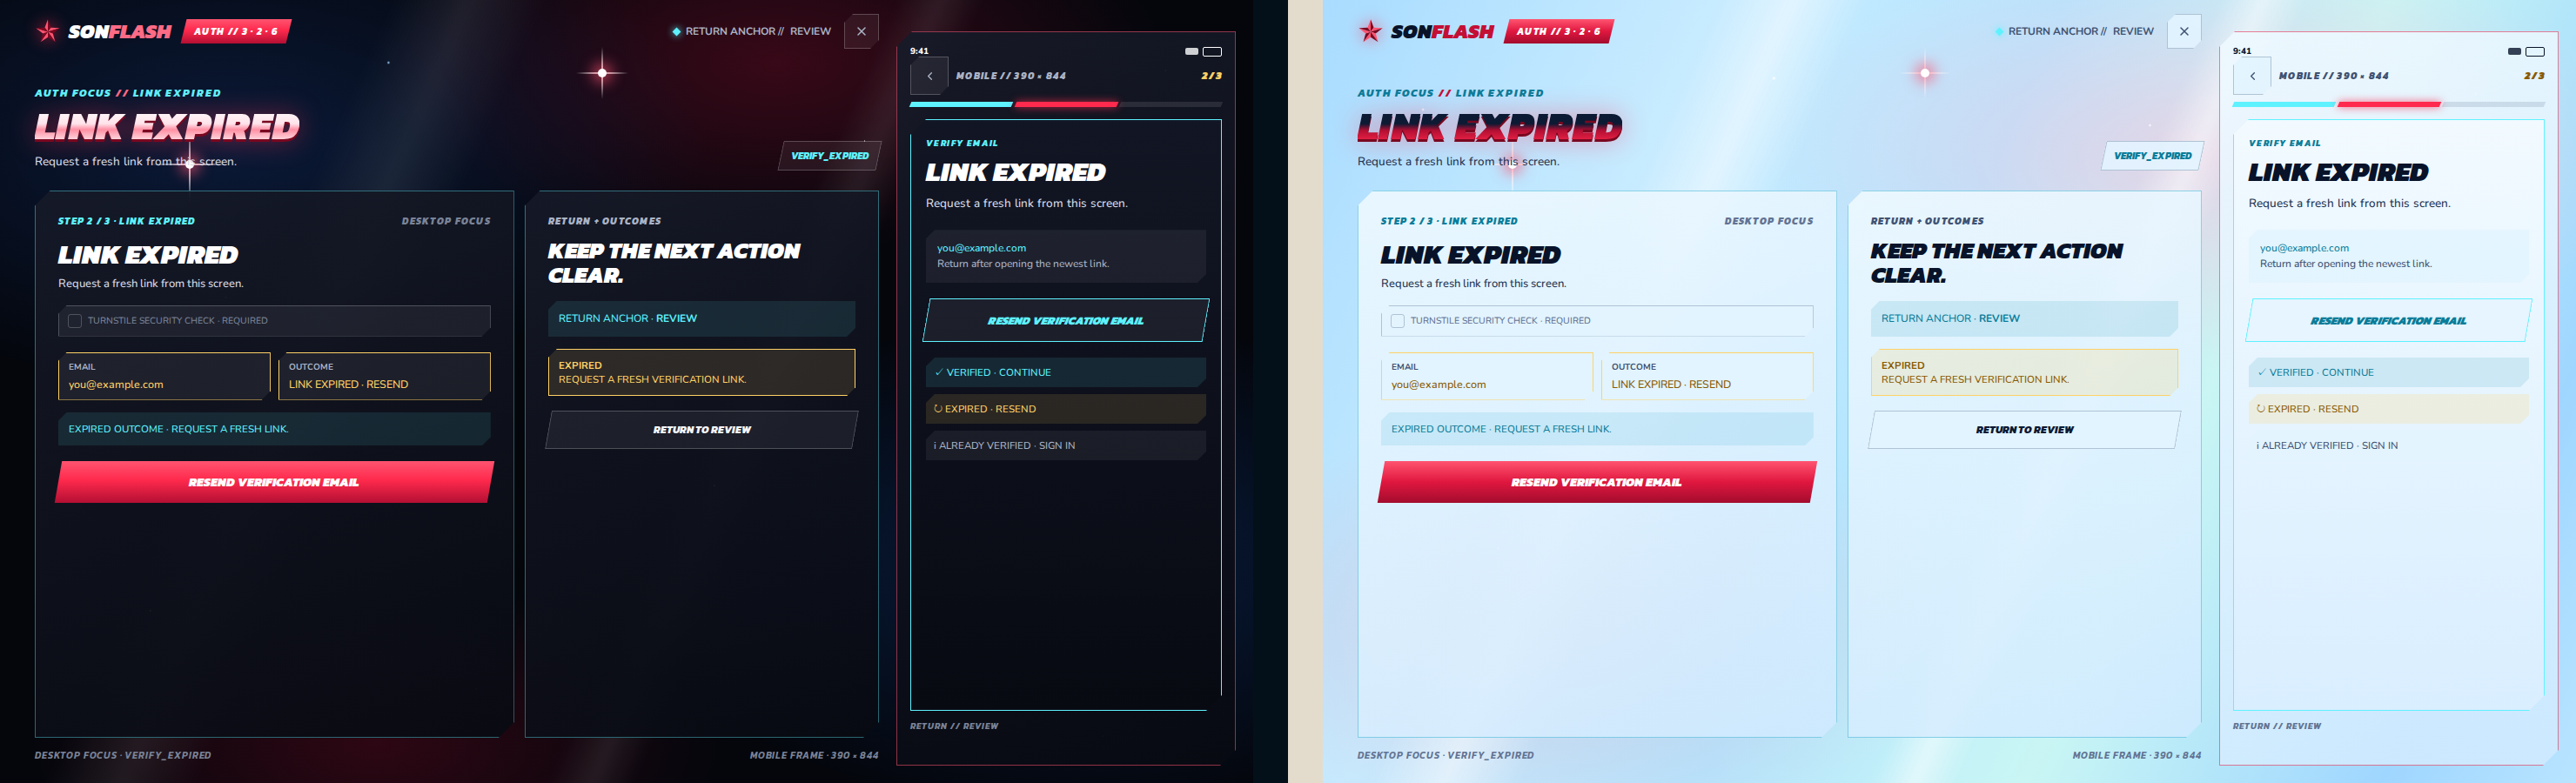 SONFLASH
AUTH // 3 · 2 · 6
RETURN ANCHOR // REVIEW
×
AUTH FOCUS // LINK EXPIRED
LINK EXPIRED
Request a fresh link from this screen.
VERIFY_EXPIRED
STEP 2 / 3 · LINK EXPIRED
DESKTOP FOCUS
LINK EXPIRED
Request a fresh link from this screen.
TURNSTILE SECURITY CHECK · REQUIRED
EMAIL
you@example.com
OUTCOME
LINK EXPIRED · RESEND
EXPIRED OUTCOME · REQUEST A FRESH LINK.
RESEND VERIFICATION EMAIL
RETURN + OUTCOMES
KEEP THE NEXT ACTION
CLEAR.
RETURN ANCHOR · REVIEW
EXPIRED
REQUEST A FRESH VERIFICATION LINK.
RETURN TO REVIEW
DESKTOP FOCUS · VERIFY_EXPIRED
MOBILE FRAME · 390 × 844
9:41
‹
MOBILE // 390 × 844
2/3
VERIFY EMAIL
LINK EXPIRED
Request a fresh link from this screen.
you@example.com
Return after opening the newest link.
RESEND VERIFICATION EMAIL
✓ VERIFIED · CONTINUE
↻ EXPIRED · RESEND
i ALREADY VERIFIED · SIGN IN
RETURN // REVIEW
SONFLASH
AUTH // 3 · 2 · 6
RETURN ANCHOR // REVIEW
×
AUTH FOCUS // LINK EXPIRED
LINK EXPIRED
Request a fresh link from this screen.
VERIFY_EXPIRED
STEP 2 / 3 · LINK EXPIRED
DESKTOP FOCUS
LINK EXPIRED
Request a fresh link from this screen.
TURNSTILE SECURITY CHECK · REQUIRED
EMAIL
you@example.com
OUTCOME
LINK EXPIRED · RESEND
EXPIRED OUTCOME · REQUEST A FRESH LINK.
RESEND VERIFICATION EMAIL
RETURN + OUTCOMES
KEEP THE NEXT ACTION
CLEAR.
RETURN ANCHOR · REVIEW
EXPIRED
REQUEST A FRESH VERIFICATION LINK.
RETURN TO REVIEW
DESKTOP FOCUS · VERIFY_EXPIRED
MOBILE FRAME · 390 × 844
9:41
‹
MOBILE // 390 × 844
2/3
VERIFY EMAIL
LINK EXPIRED
Request a fresh link from this screen.
you@example.com
Return after opening the newest link.
RESEND VERIFICATION EMAIL
✓ VERIFIED · CONTINUE
↻ EXPIRED · RESEND
i ALREADY VERIFIED · SIGN IN
RETURN // REVIEW